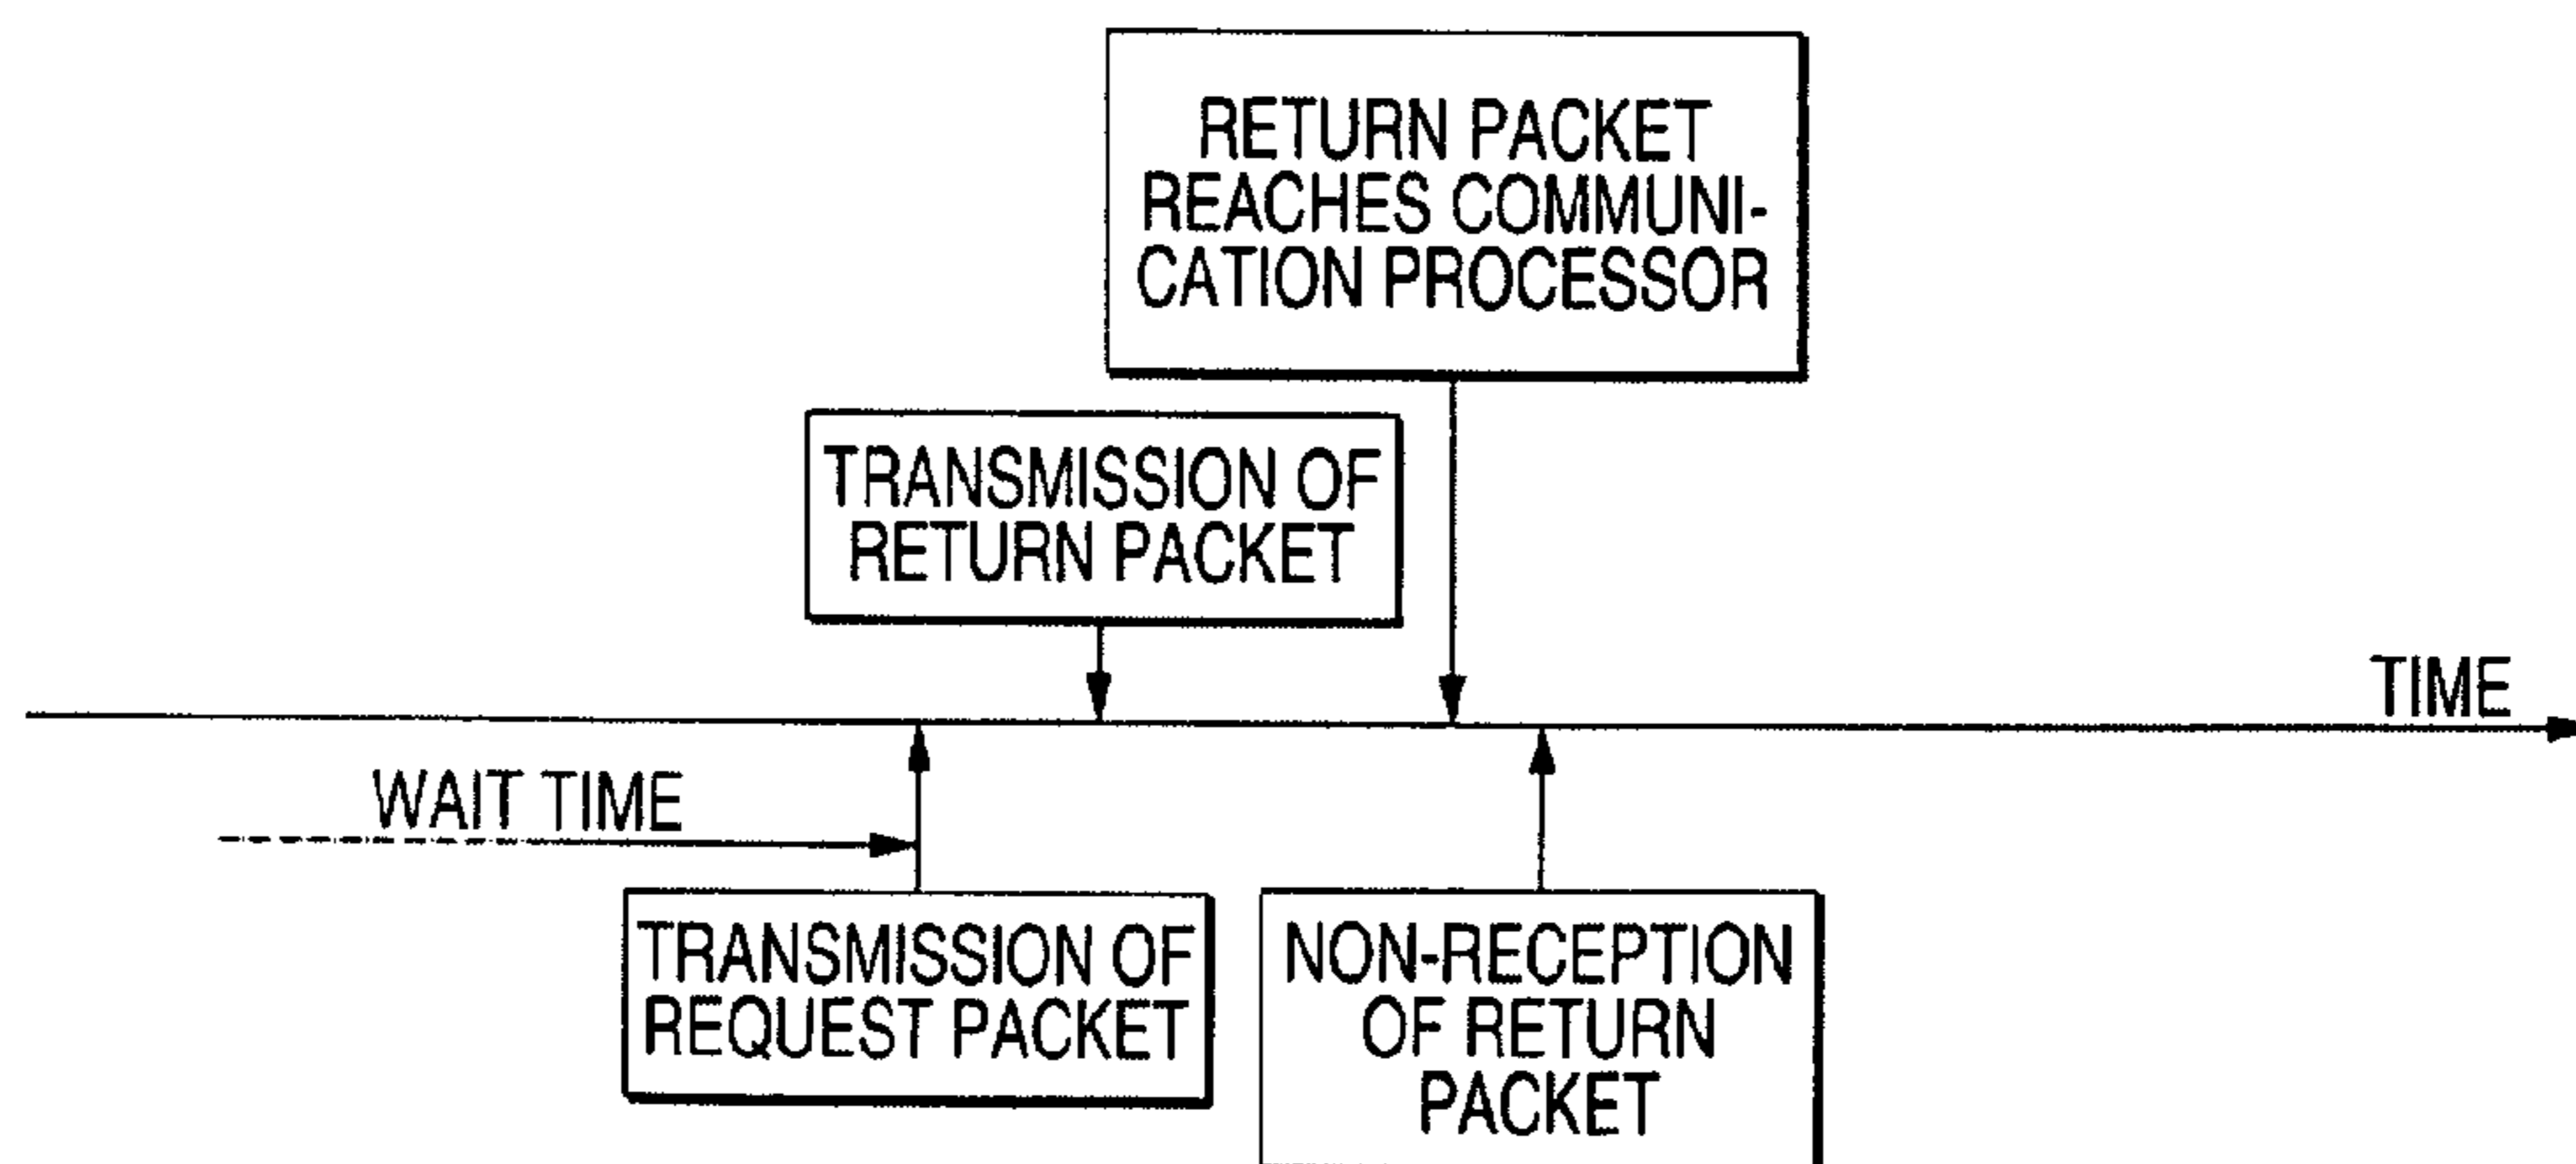 RETURN PACKET
REACHES COMMUNI-
CATION PROCESSOR
TRANSMISSION OF
RETURN PACKET
TIME
WAIT TIME
TRANSMISSION OF
REQUEST PACKET
NON-RECEPTION
OF RETURN
PACKET